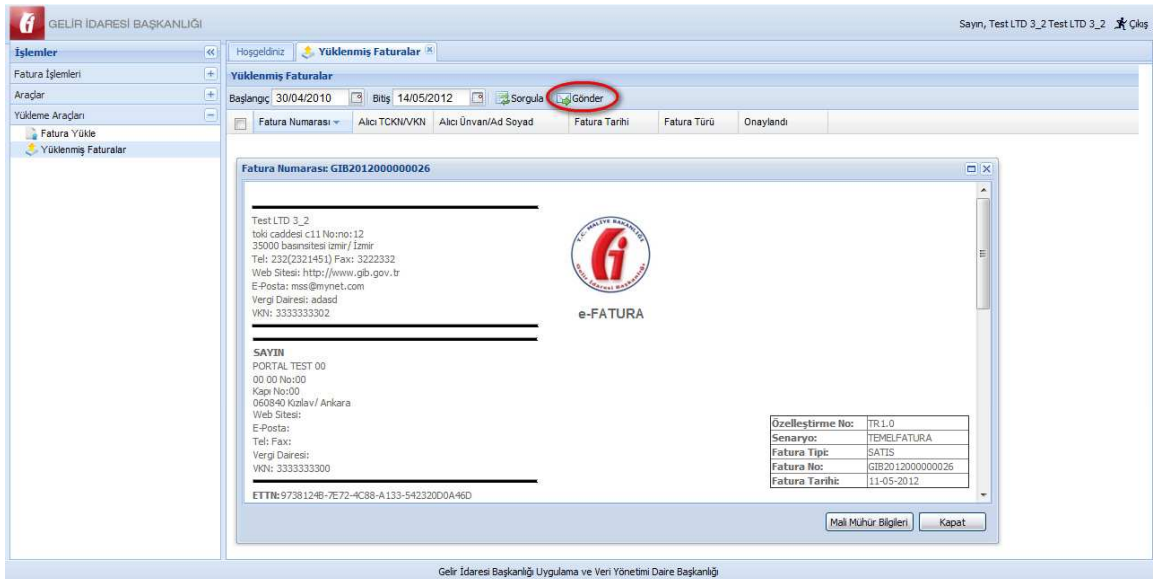 GELİR İDARESİ BAŞKANLIĞI
Sayın, Test LTD 3_2 Test LTD 3_2 Çıkış
İşlemler
Fatura İşlemleri
Araçlar
Yükleme Araçları
Fatura Yükle
Yüklenmiş Faturalar
Hoşgeldiniz Yüklenmiş Faturalar
Yüklenmiş Faturalar
Başlangıç 30/04/2010 Bitiş 14/05/2012 Sorgula Gönder
Fatura Numarası Alıcı TCKN/VKN Alıcı Ünvan/Ad Soyad Fatura Tarihi Fatura Türü Onaylandı
Fatura Numarası: GIB2012000000026
Test LTD 3_2
toki caddesi c11 No:no:12
35000 basınsitesi izmir/ İzmir
Tel: 232(2321451) Fax: 3222332
Web Sitesi: http://www.gib.gov.tr
E-Posta: mss@mynet.com
Vergi Dairesi: adasd
VKN: 3333333302
T.C. MALİYE BAKANLIĞI
Gelir İdaresi Başkanlığı
e-FATURA
SAYIN
PORTAL TEST 00
00 00 No:00
Kapı No:00
060840 Kızılav/ Ankara
Web Sitesi:
E-Posta:
Tel: Fax:
Vergi Dairesi:
VKN: 3333333300
ETTN: 9738124B-7E72-4C88-A133-542320D0A46D
Özelleştirme No: TR1.0
Senaryo: TEMELFATURA
Fatura Tipi: SATIS
Fatura No: GIB2012000000026
Fatura Tarihi: 11-05-2012
Mali Mühür Bilgileri Kapat
Gelir İdaresi Başkanlığı Uygulama ve Veri Yönetimi Daire Başkanlığı